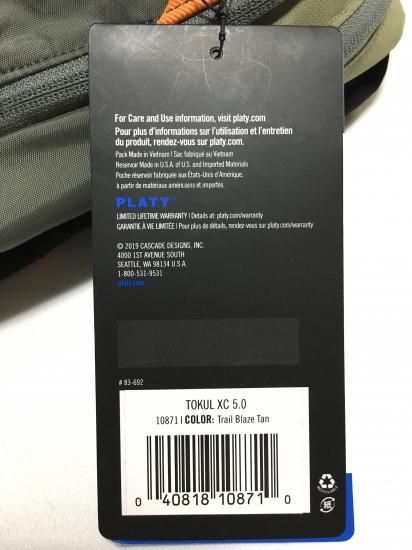 For Care and Use information, visit platy.com
Pour plus d'informations sur l'utilisation et l'entretien
du produit, rendez-vous sur platy.com.
Pack Made in Vietnam | Sac fabriqué au Vietnam
Reservoir Made in U.S.A. of U.S. and Imported Materials
Poche réservoir fabriquée aux États-Unis d'Amérique,
à partir de matériaux américains et importés.
PLATY™
LIMITED LIFETIME WARRANTY | Details at: platy.com/warranty
GARANTIE À VIE LIMITÉE | Pour plus de détails, rendez-vous sur platy.com/warranty
© 2019 CASCADE DESIGNS, INC.
4000 1ST AVENUE SOUTH
SEATTLE, WA 98134 U.S.A.
1-800-531-9531
platy.com
# 83-692
TOKUL XC 5.0
10871 | COLOR: Trail Blaze Tan
0 40818 10871 0